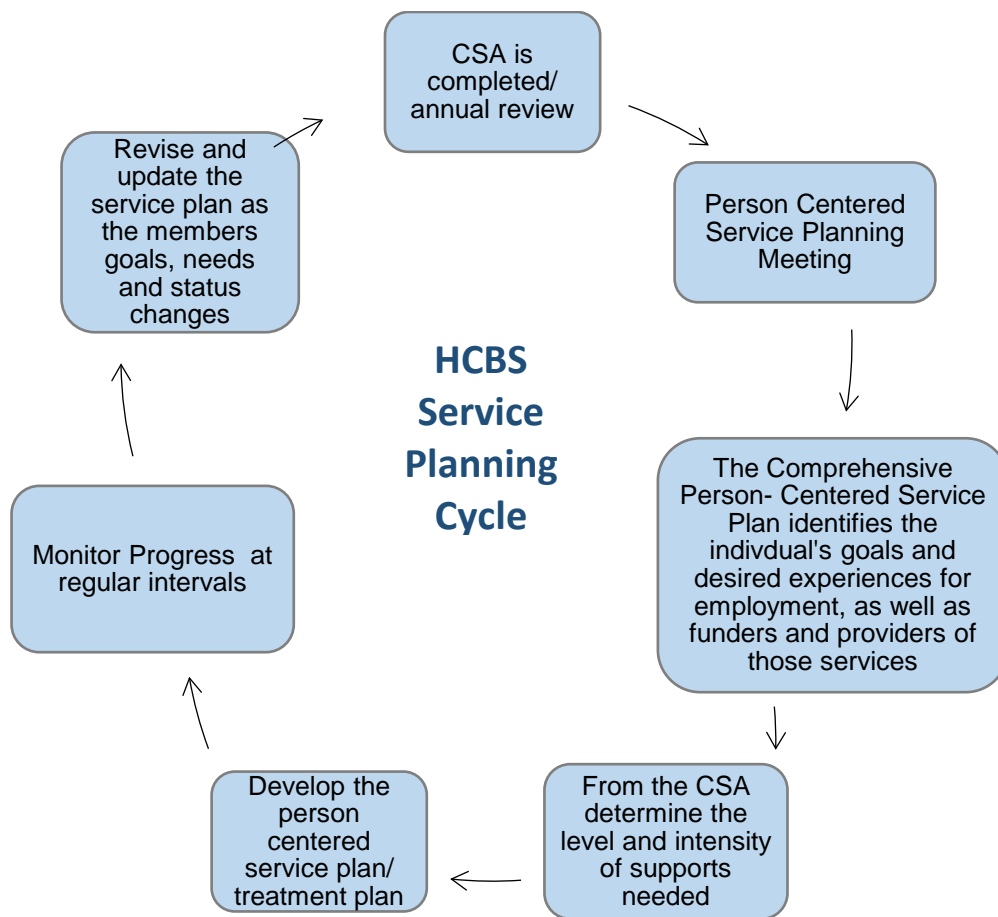 CSA is
completed/
annual review
Person Centered
Service Planning
Meeting
The Comprehensive
Person- Centered Service
Plan identifies the
indivdual's goals and
desired experiences for
employment, as well as
funders and providers of
those services
From the CSA
determine the
level and intensity
of supports
needed
Develop the
person
centered
service plan/
treatment plan
Monitor Progress  at
regular intervals
Revise and
update the
service plan as
the members
goals, needs
and status
changes
HCBS
Service
Planning
Cycle